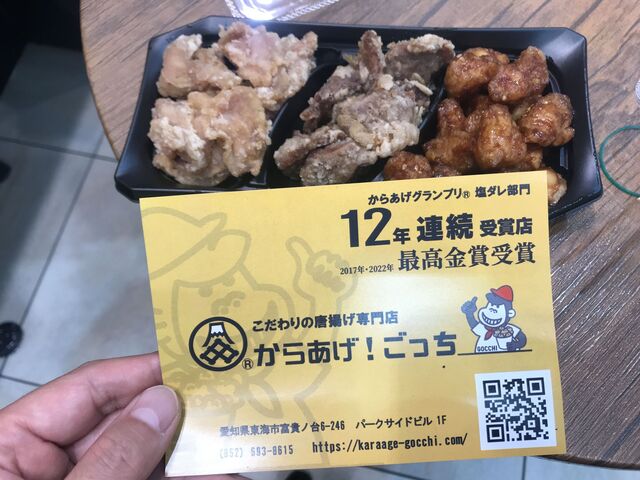 からあげグランプリ® 塩ダレ部門
12年連続 受賞店
2017年・2022年 最高金賞受賞
こだわりの唐揚げ専門店
®からあげ！ごっち
GOCCHI
愛知県東海市富貴ノ台6-246 パークサイドビル 1F
(052) 693-9615 https://karaage-gocchi.com/